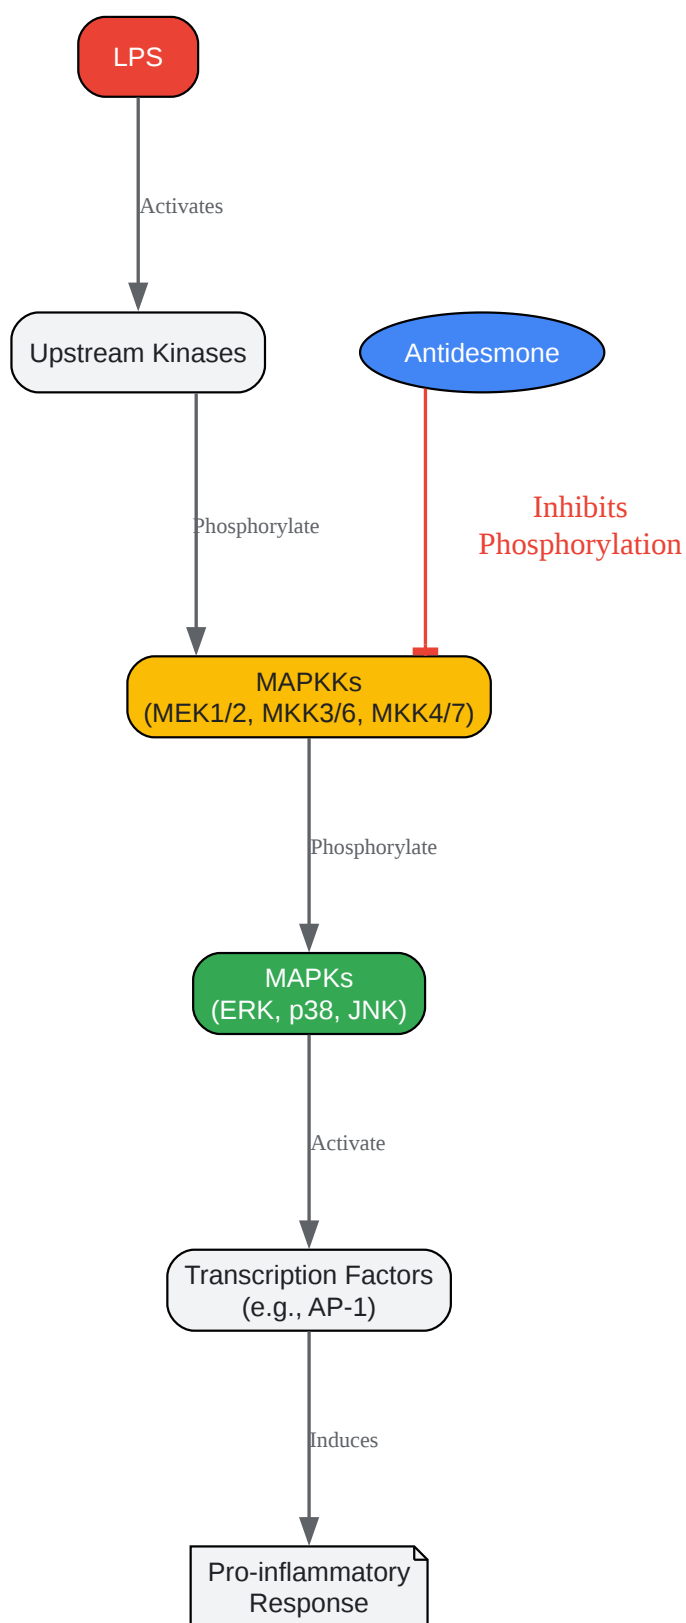 LPS
Activates
Upstream Kinases
Antidesmone
Phosphorylate
Inhibits
Phosphorylation
MAPKKs
(MEK1/2, MKK3/6, MKK4/7)
Phosphorylate
MAPKs
(ERK, p38, JNK)
Activate
Transcription Factors
(e.g., AP-1)
Induces
Pro-inflammatory
Response